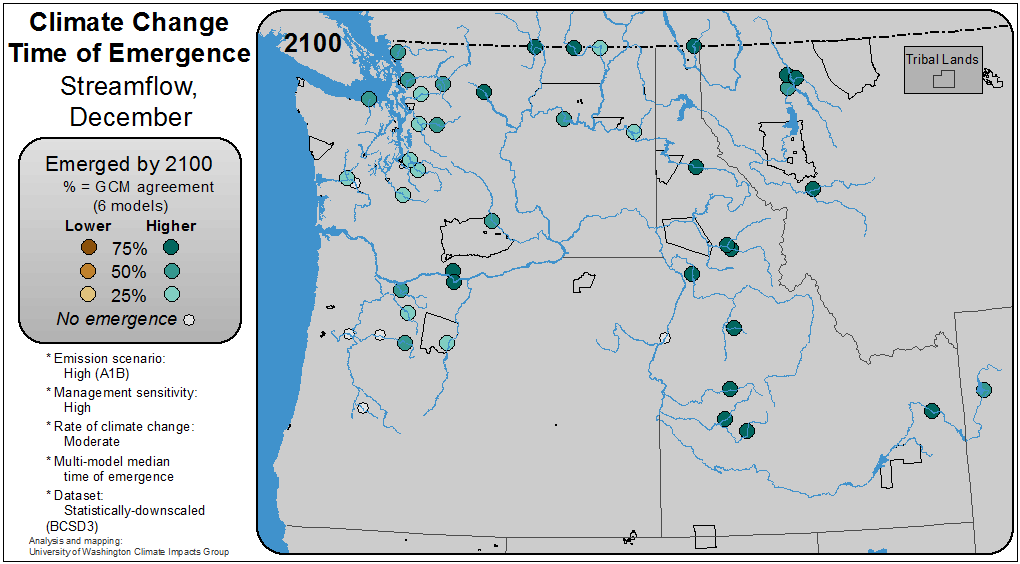 Climate Change
Time of Emergence
Streamflow,
December
Emerged by 2100
% = GCM agreement
(6 models)
Lower Higher
75%
50%
25%
No emergence
* Emission scenario:
High (A1B)
* Management sensitivity:
High
* Rate of climate change:
Moderate
* Multi-model median
time of emergence
* Dataset:
Statistically-downscaled
(BCSD3)
Analysis and mapping:
University of Washington Climate Impacts Group
2100
Tribal Lands